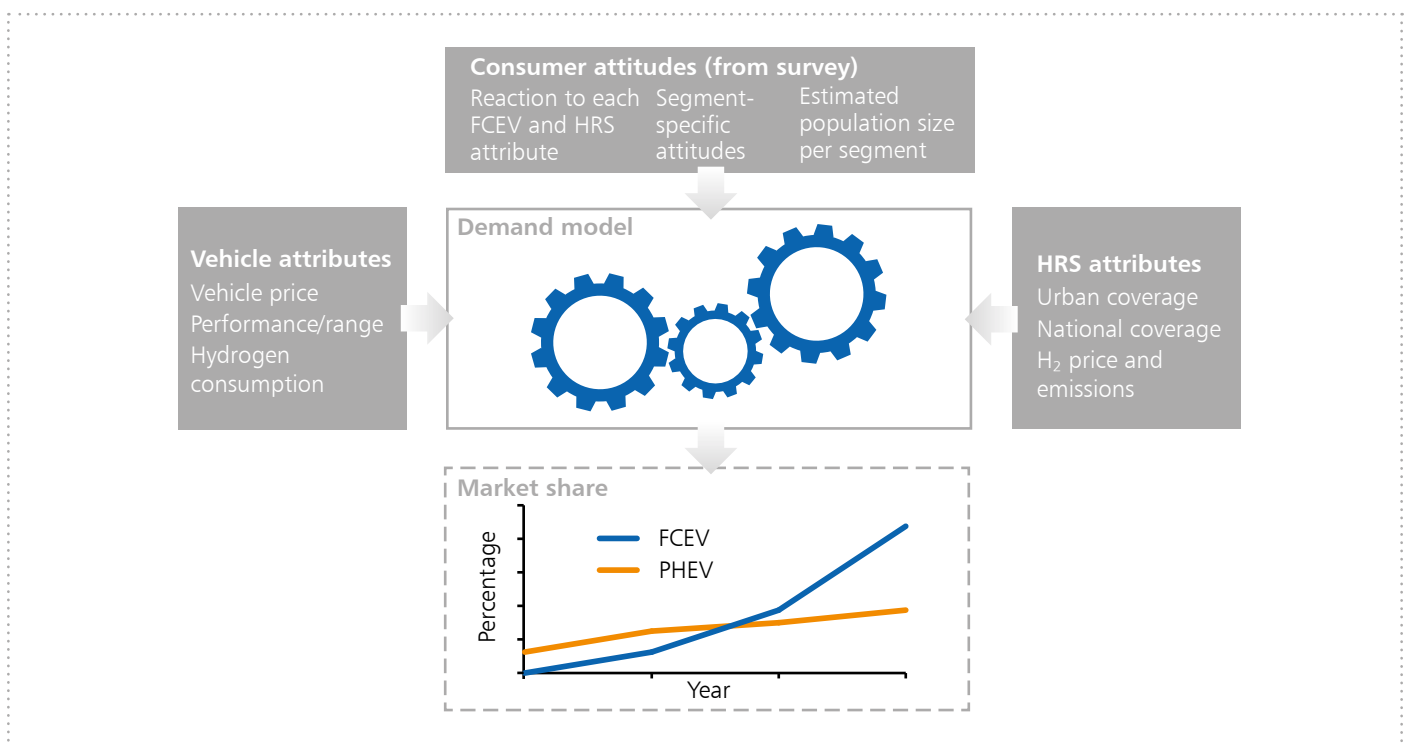 Consumer attitudes (from survey)
Reaction to each
FCEV and HRS
attribute
Segment-
specific
attitudes
Estimated
population size
per segment
Vehicle attributes
Vehicle price
Performance/range
Hydrogen
consumption
Demand model
HRS attributes
Urban coverage
National coverage
H₂ price and
emissions
Market share
Percentage
FCEV
PHEV
Year